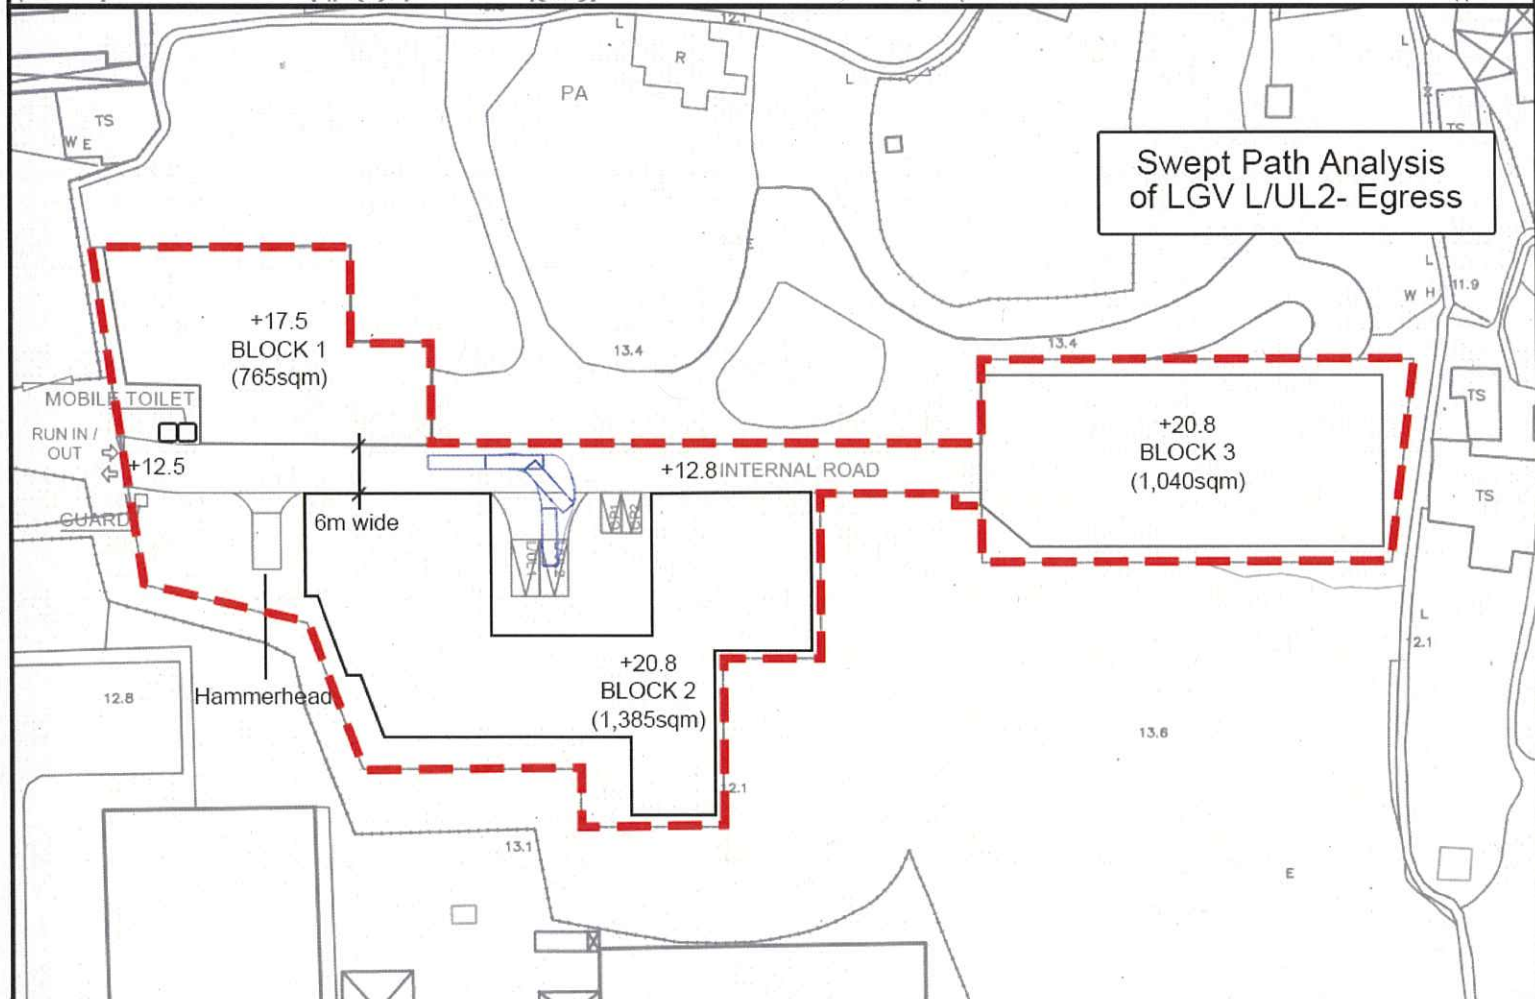 12.1
L
R
PA
L
L
TS
W E
Swept Path Analysis
of LGV L/UL2- Egress
E
L
W H
11.9
+17.5
BLOCK 1
(765sqm)
13.4
13.4
MOBILE TOILET
RUN IN /
OUT
+12.5
+12.8 INTERNAL ROAD
+20.8
BLOCK 3
(1,040sqm)
TS
TS
GUARD
6m wide
Hammerhead
12.8
+20.8
BLOCK 2
(1,385sqm)
L
12.1
13.6
13.1
E